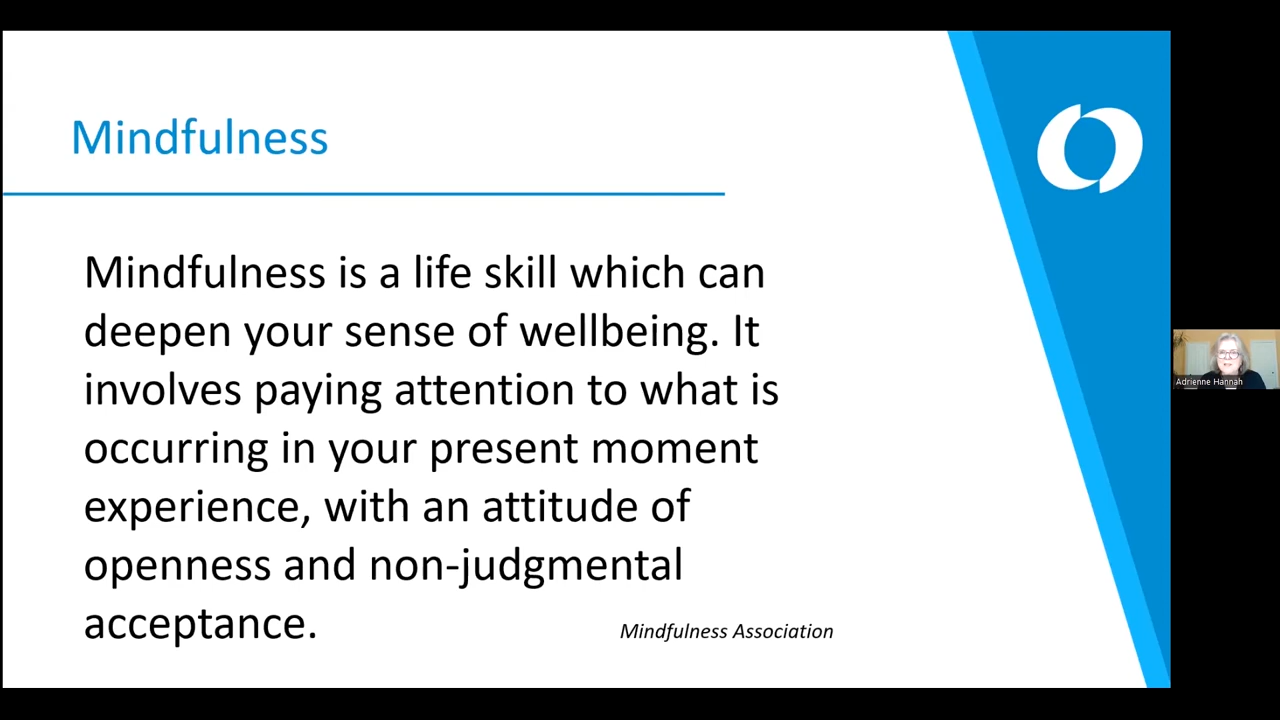 Mindfulness
Mindfulness is a life skill which can
deepen your sense of wellbeing. It
involves paying attention to what is
occurring in your present moment
experience, with an attitude of
openness and non-judgmental
acceptance.
Mindfulness Association
Adrienne Hannah